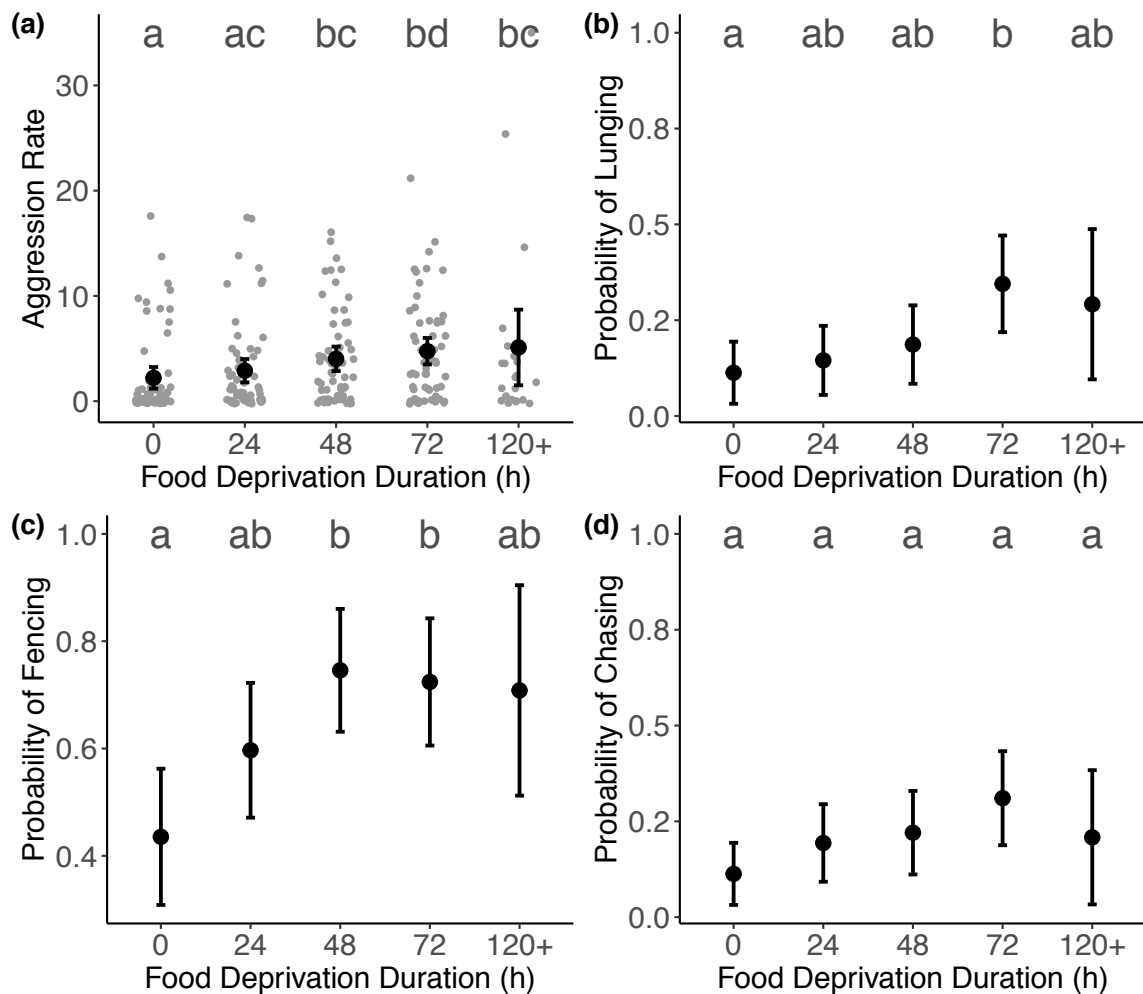 (a)
a ac bc bd bc
Aggression Rate
30
20
10
0
0 24 48 72 120+
Food Deprivation Duration (h)
(b)
a ab ab b ab
Probability of Lunging
1.0
0.8
0.5
0.2
0.0
0 24 48 72 120+
Food Deprivation Duration (h)
(c)
a ab b b ab
Probability of Fencing
1.0
0.8
0.6
0.4
0 24 48 72 120+
Food Deprivation Duration (h)
(d)
a a a a a
Probability of Chasing
1.0
0.8
0.5
0.2
0.0
0 24 48 72 120+
Food Deprivation Duration (h)